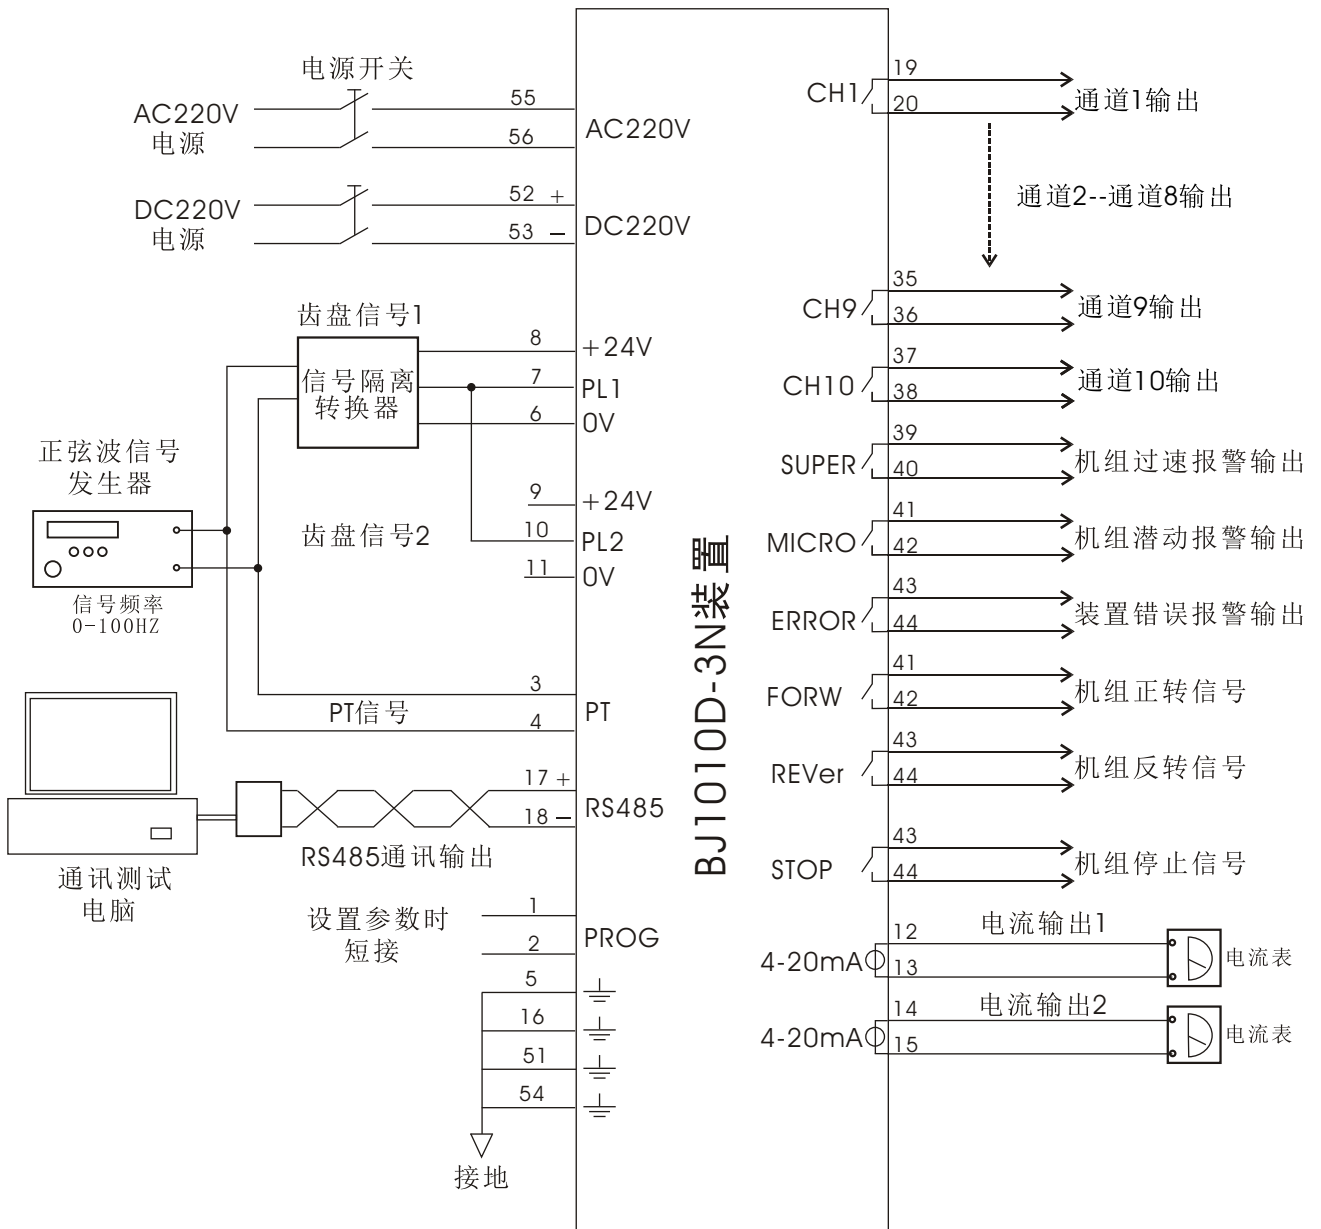 电源开关
AC220V
电源
55
56
AC220V
DC220V
电源
52 +
53 −
DC220V
齿盘信号1
信号隔离
转换器
8
+24V
7
PL1
6
0V
正弦波信号
发生器
信号频率
0-100HZ
9
+24V
齿盘信号2
10
PL2
11
0V
3
PT信号
4
PT
17 +
18 −
RS485
RS485通讯输出
通讯测试
电脑
设置参数时
短接
1
2
PROG
5
16
51
54
接地
BJ1010D-3N装置
CH1
19
20
通道1输出
通道2--通道8输出
CH9
35
36
通道9输出
CH10
37
38
通道10输出
SUPER
39
40
机组过速报警输出
MICRO
41
42
机组潜动报警输出
ERROR
43
44
装置错误报警输出
FORW
41
42
机组正转信号
REVer
43
44
机组反转信号
STOP
43
44
机组停止信号
4-20mA
12
13
电流输出1
电流表
4-20mA
14
15
电流输出2
电流表